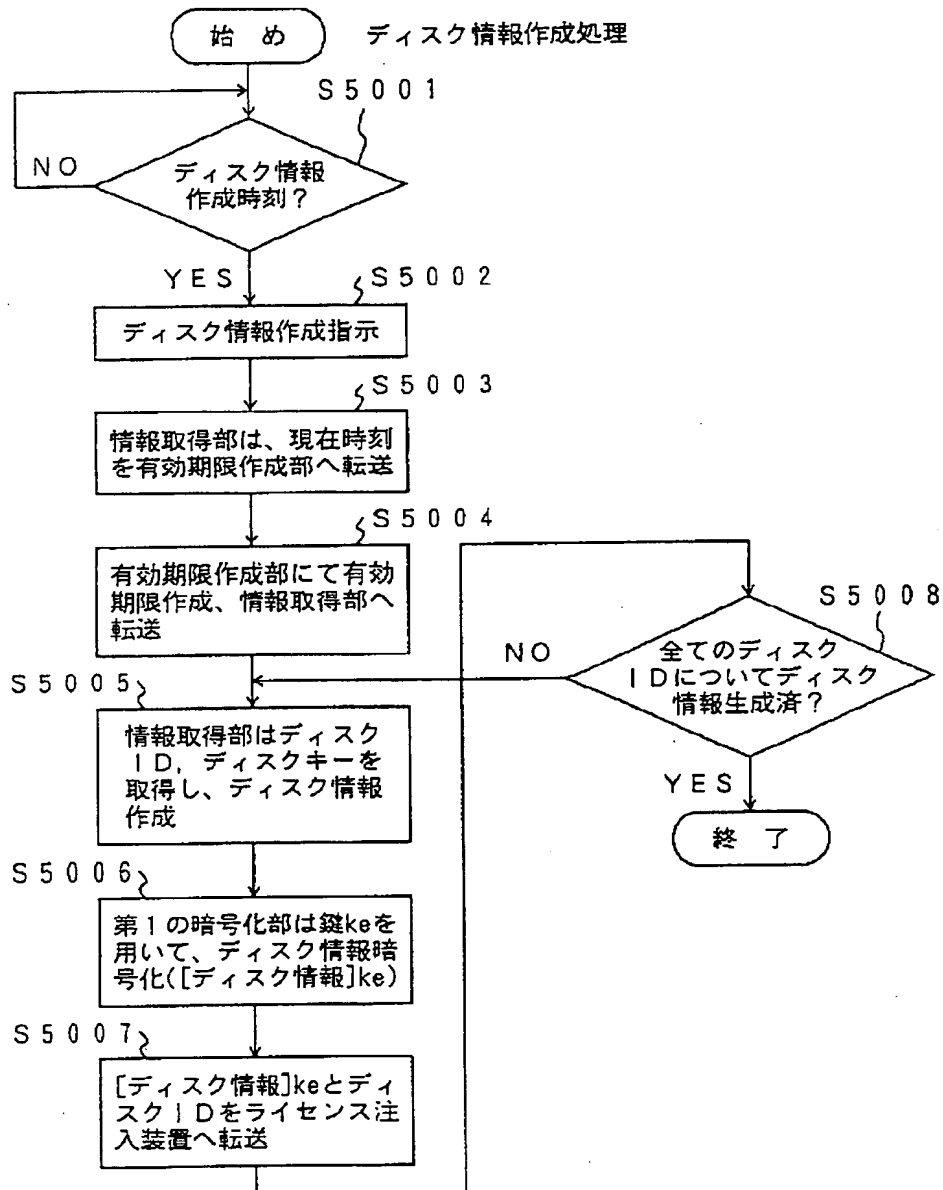 始 め
ディスク情報作成処理
S5001
ディスク情報
作成時刻？
NO
YES
S5002
ディスク情報作成指示
S5003
情報取得部は、現在時刻
を有効期限作成部へ転送
S5004
有効期限作成部にて有効
期限作成、情報取得部へ
転送
S5005
情報取得部はディスク
ID，ディスクキーを
取得し、ディスク情報
作成
S5006
第1の暗号化部は鍵keを
用いて、ディスク情報暗
号化([ディスク情報]ke)
S5007
[ディスク情報]keとディ
スクIDをライセンス注
入装置へ転送
S5008
全てのディスク
IDについてディスク
情報生成済？
NO
YES
終 了